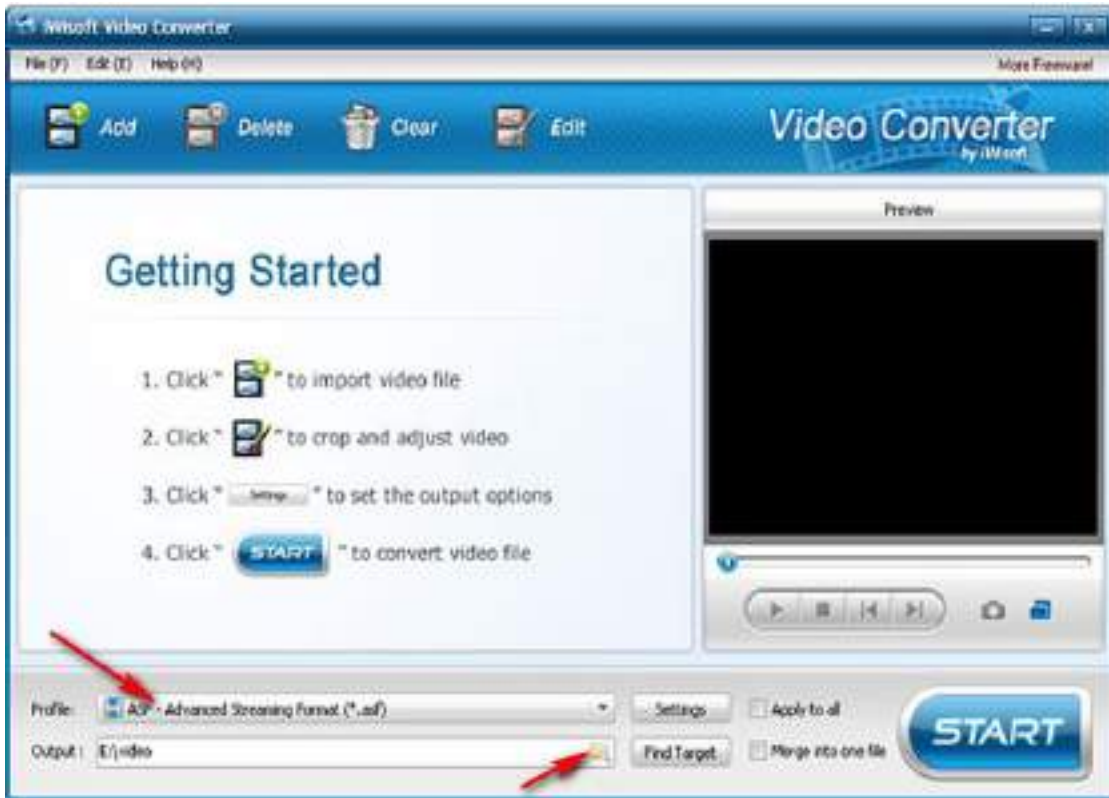 iWisoft Video Converter
File (F) Edit (E) Help (H) More Freeware!
Add Delete Clear Edit
Video Converter
by iWisoft
Preview
Getting Started
1. Click " " to import video file
2. Click " " to crop and adjust video
3. Click " Settings " to set the output options
4. Click " START " to convert video file
Profile: ASF - Advanced Streaming Format (*.asf) Settings Apply to all
Output: E:\video Find Target Merge into one file
START